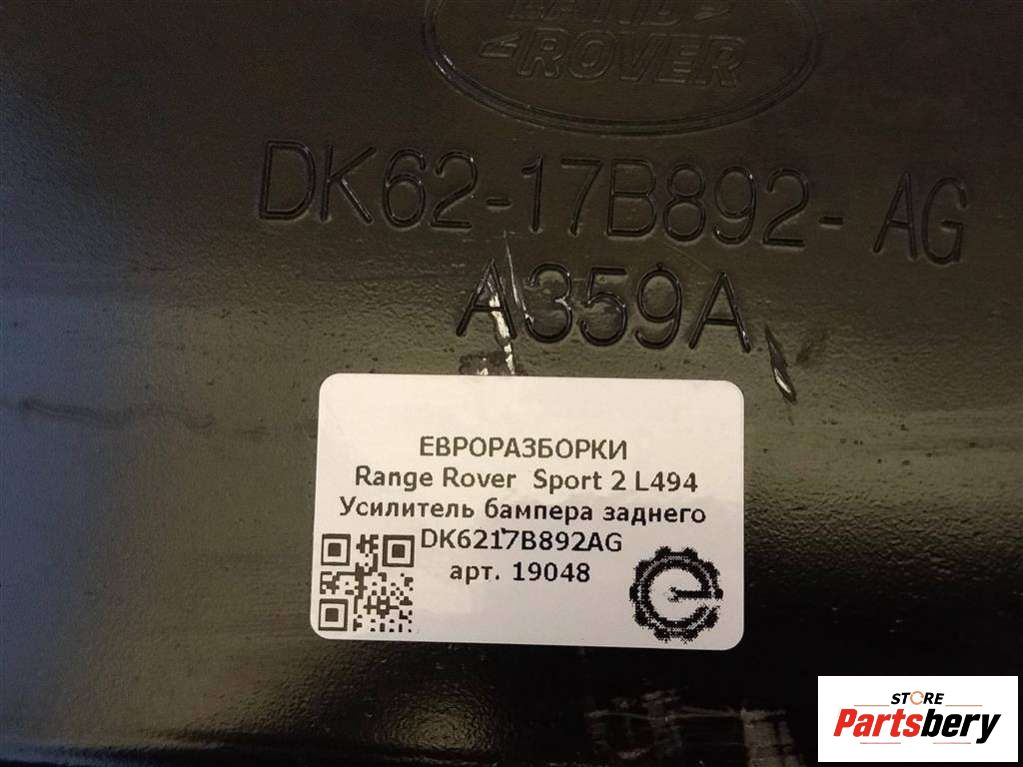 LAND
ROVER
DK62-17B892-AG
A359A
ЕВРОРАЗБОРКИ
Range Rover Sport 2 L494
Усилитель бампера заднего
DK6217B892AG
арт. 19048
STORE
Partsbery